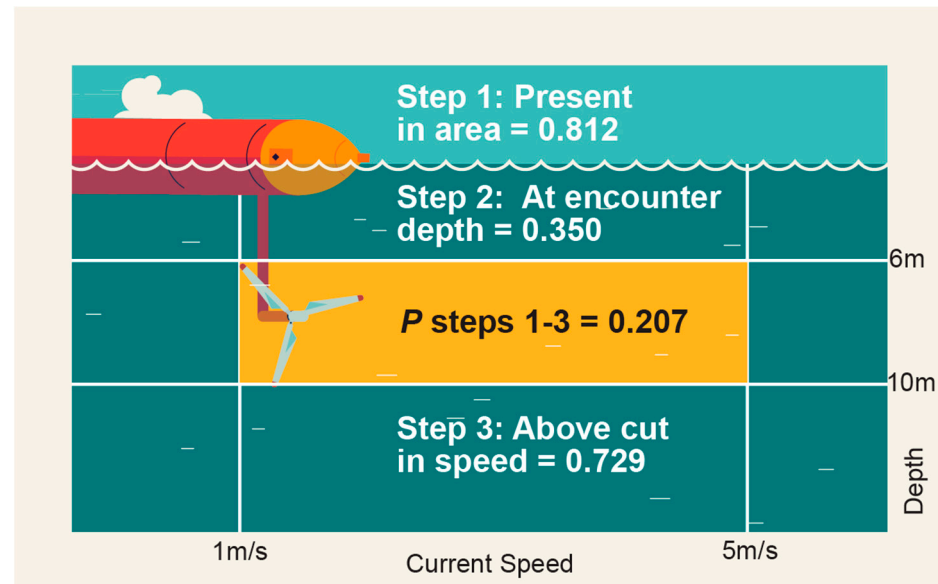 Step 1: Present
in area = 0.812
Step 2:  At encounter
depth = 0.350
6m
P steps 1-3 = 0.207
10m
Step 3: Above cut
in speed = 0.729
Depth
1m/s
5m/s
Current Speed